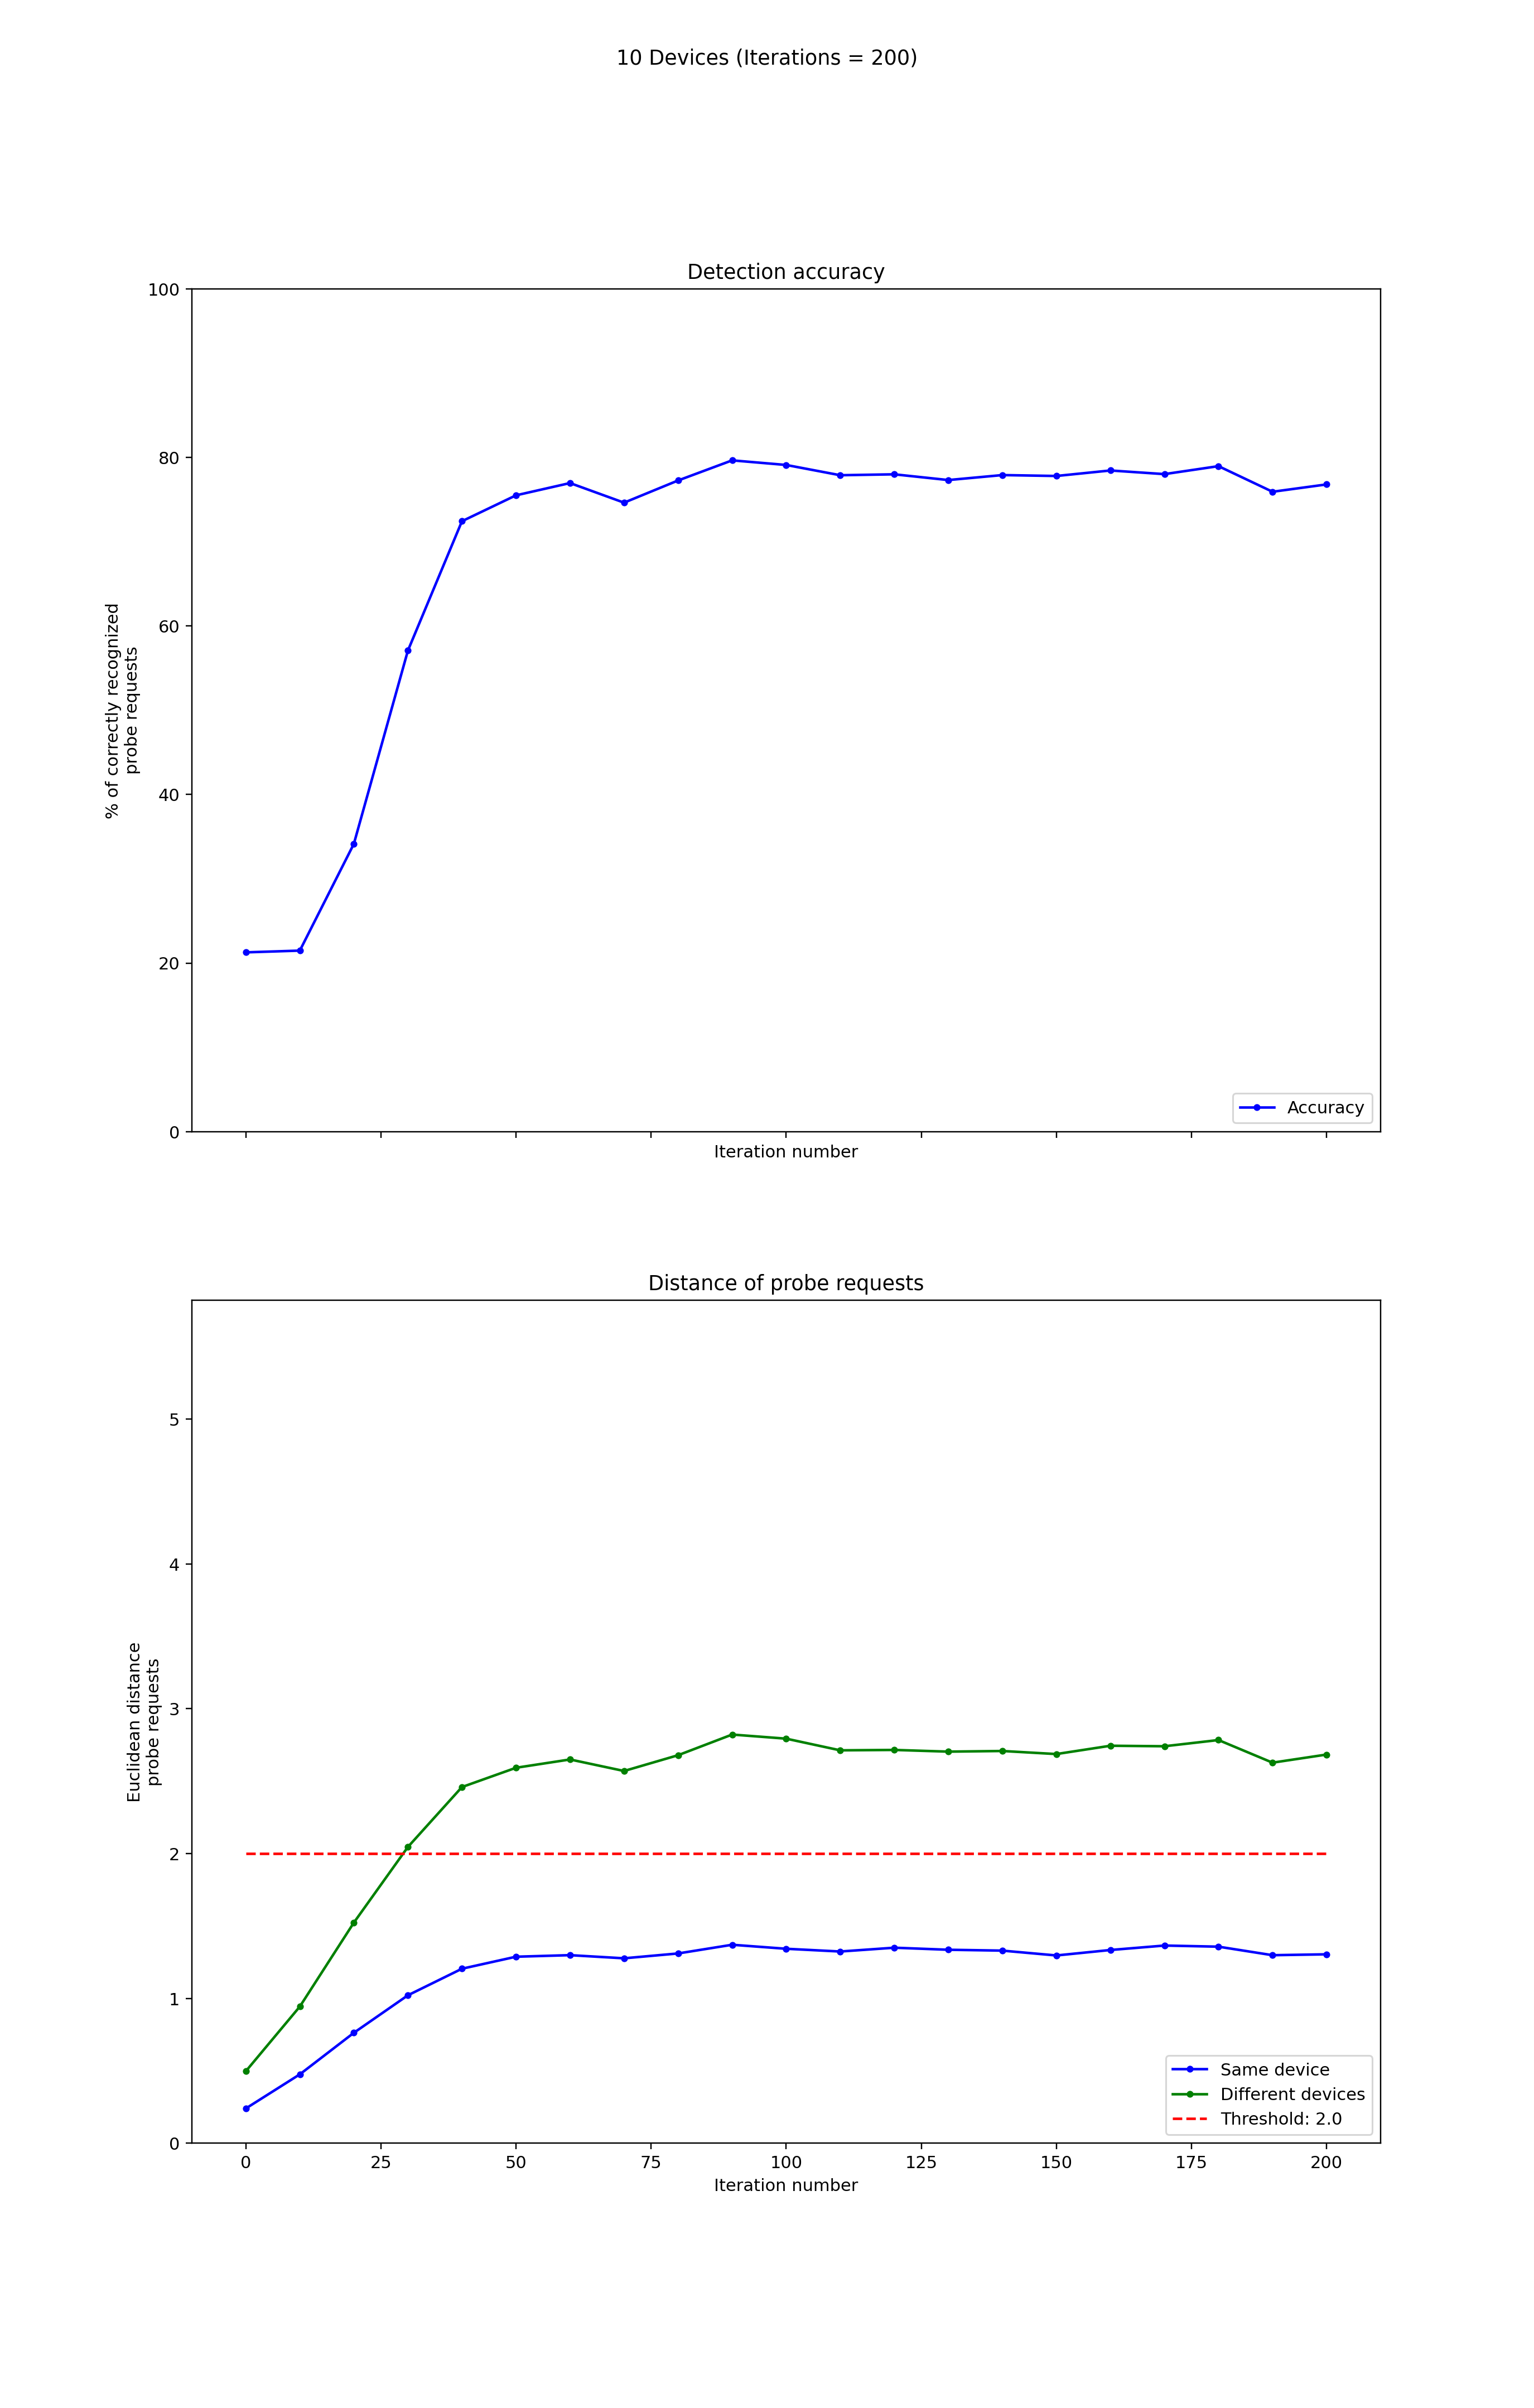 10 Devices (Iterations = 200)
Detection accuracy
100
80
60
40
20
0
% of correctly recognized
probe requests
Accuracy
Iteration number
Distance of probe requests
5
4
3
2
1
0
Euclidean distance
probe requests
Same device
Different devices
Threshold: 2.0
0 25 50 75 100 125 150 175 200
Iteration number